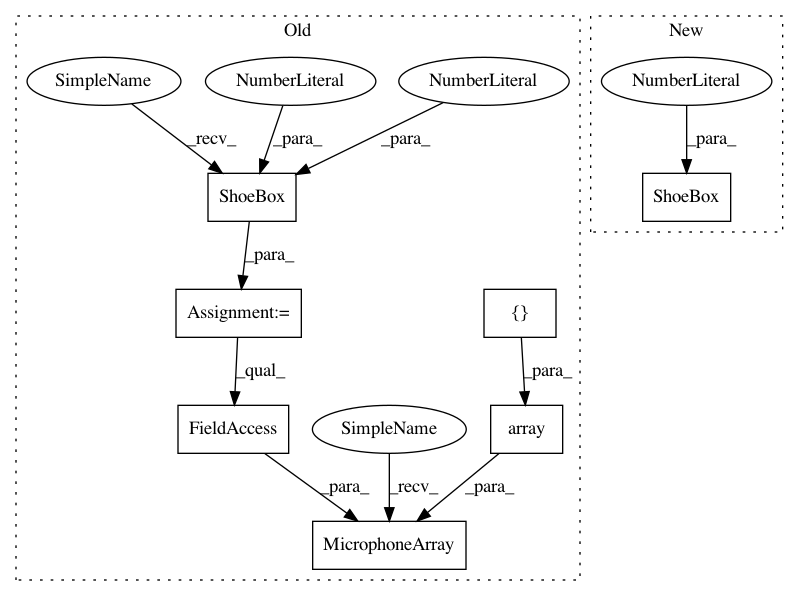 Old
New
SimpleName
NumberLiteral
NumberLiteral
NumberLiteral
_recv_
_para_
_para_
_para_
ShoeBox
ShoeBox
_para_
Assignment:=
{}
_qual_
_para_
FieldAccess
SimpleName
array
_para_
_recv_
_para_
MicrophoneArray